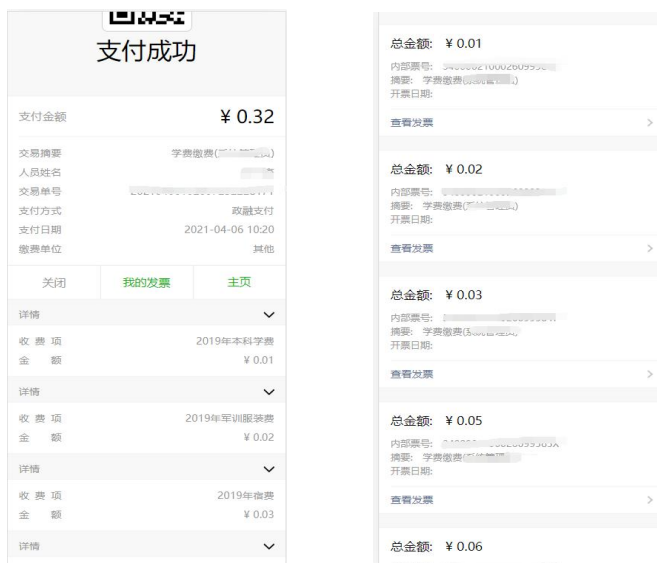 支付成功
支付金额 ¥ 0.32
交易摘要 学费缴费(
人员姓名
交易单号
支付方式 政融支付
支付日期 2021-04-06 10:20
缴费单位 其他
关闭 我的发票 主页
详情
收 费 项 2019年本科学费
金 额 ¥ 0.01
详情
收 费 项 2019年军训服装费
金 额 ¥ 0.02
详情
收 费 项 2019年宿费
金 额 ¥ 0.03
详情
总金额: ¥ 0.01
内部票号:
摘要: 学费缴费(
开票日期:
查看发票
总金额: ¥ 0.02
内部票号:
摘要: 学费缴费(
开票日期:
查看发票
总金额: ¥ 0.03
内部票号:
摘要: 学费缴费(
开票日期:
查看发票
总金额: ¥ 0.05
内部票号:
摘要: 学费缴费(
开票日期:
查看发票
总金额: ¥ 0.06